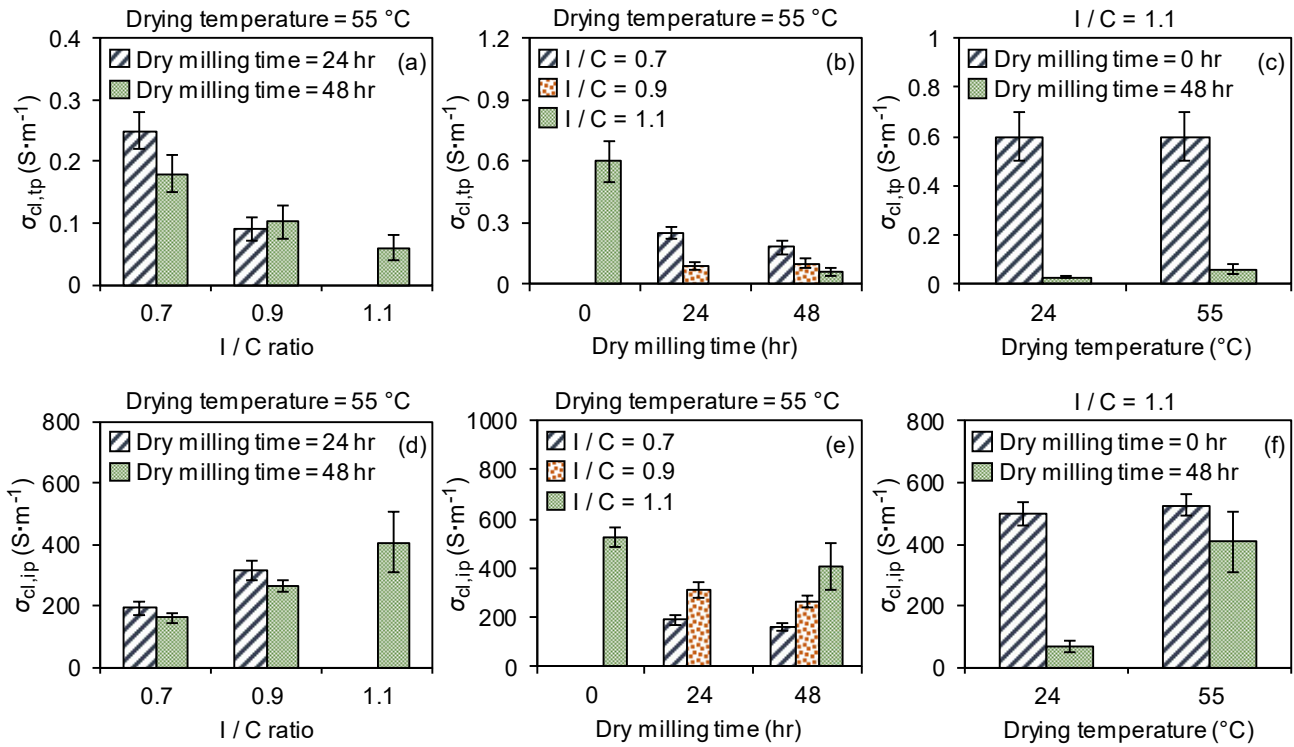 Drying temperature = 55 °C
(a)
Dry milling time = 24 hr
Dry milling time = 48 hr
σcl,tp (S·m⁻¹)
0.4
0.3
0.2
0.1
0
0.7
0.9
1.1
I / C ratio
Drying temperature = 55 °C
(b)
I / C = 0.7
I / C = 0.9
I / C = 1.1
σcl,tp (S·m⁻¹)
1.2
0.9
0.6
0.3
0
0
24
48
Dry milling time (hr)
I / C = 1.1
(c)
Dry milling time = 0 hr
Dry milling time = 48 hr
σcl,tp (S·m⁻¹)
1
0.8
0.6
0.4
0.2
0
24
55
Drying temperature (°C)
Drying temperature = 55 °C
(d)
Dry milling time = 24 hr
Dry milling time = 48 hr
σcl,ip (S·m⁻¹)
800
600
400
200
0
0.7
0.9
1.1
I / C ratio
Drying temperature = 55 °C
(e)
I / C = 0.7
I / C = 0.9
I / C = 1.1
σcl,ip (S·m⁻¹)
1000
800
600
400
200
0
0
24
48
Dry milling time (hr)
I / C = 1.1
(f)
Dry milling time = 0 hr
Dry milling time = 48 hr
σcl,ip (S·m⁻¹)
800
600
400
200
0
24
55
Drying temperature (°C)